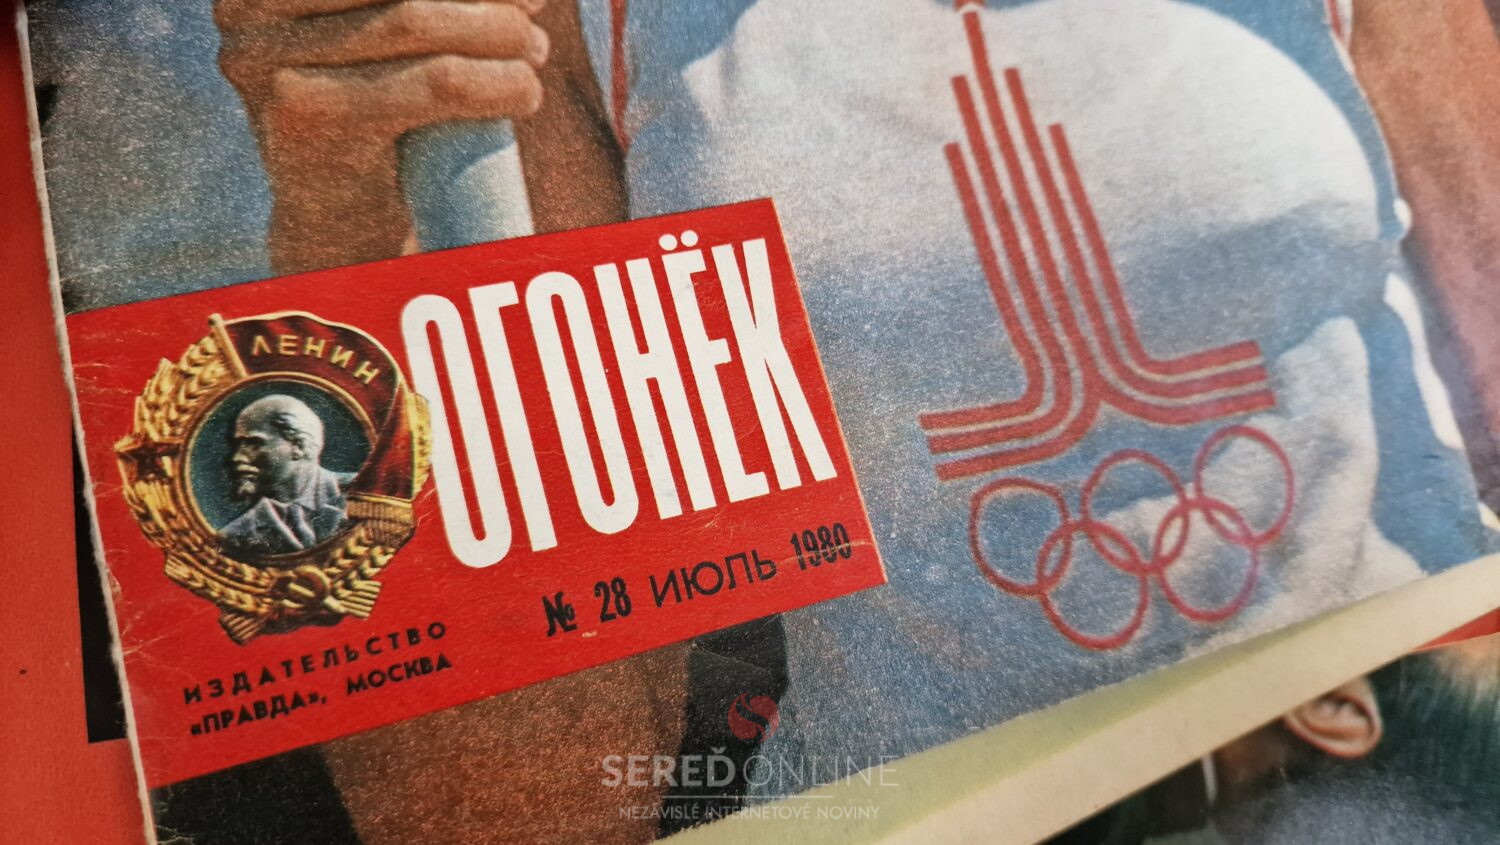 ЛЕНИН
ОГОНЁК
№ 28 ИЮЛЬ 1980
ИЗДАТЕЛЬСТВО
«ПРАВДА», МОСКВА
SEREĎONLINE
NEZÁVISLÉ INTERNETOVÉ NOVINY